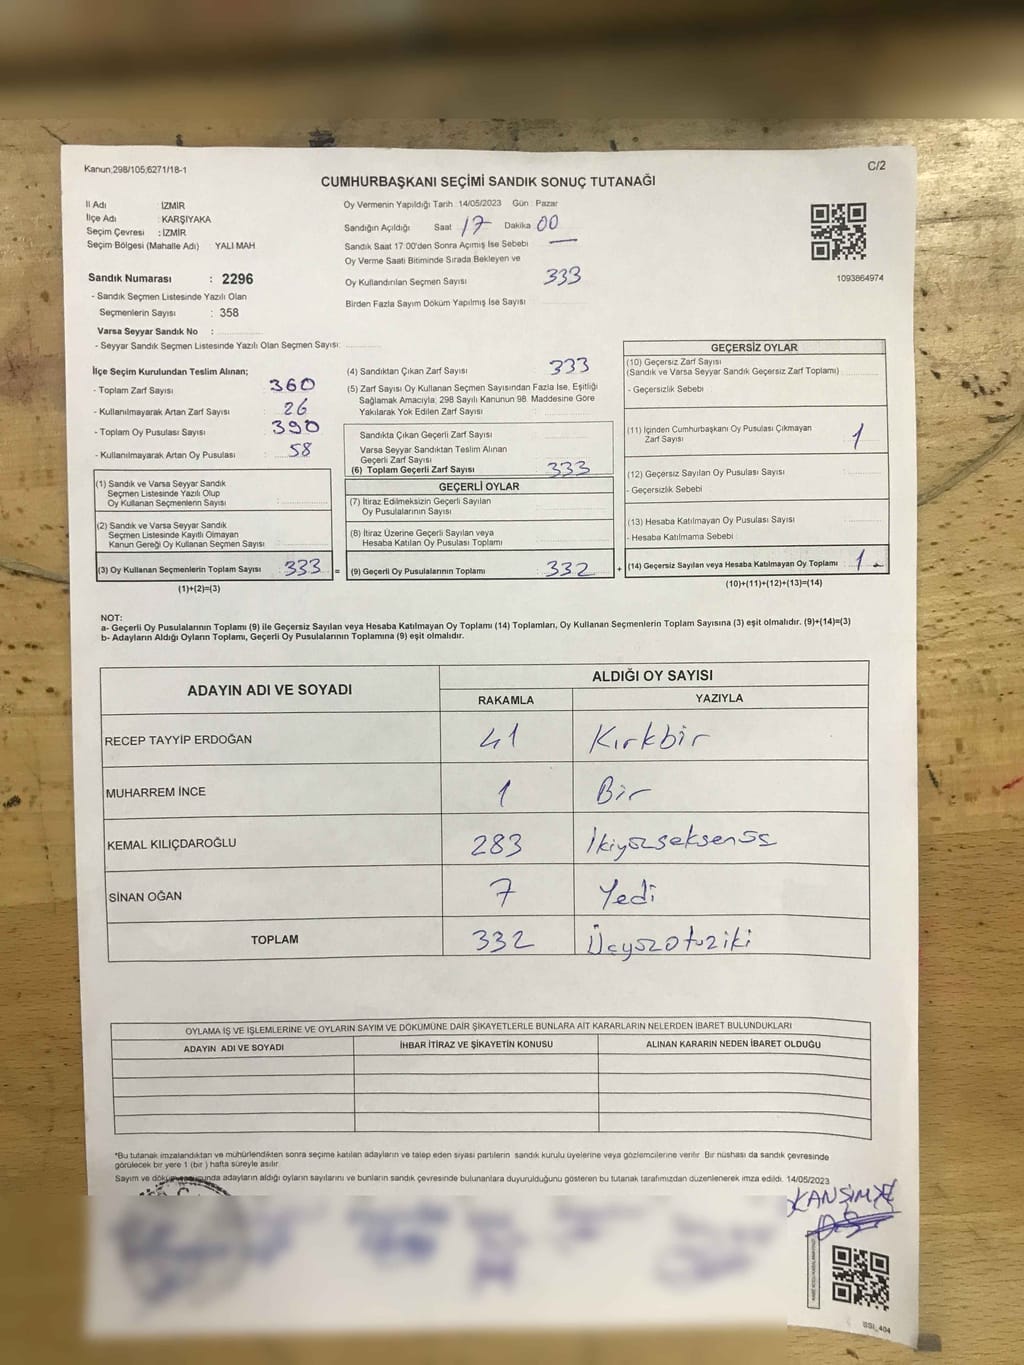 Kanun;298/105;6271/18-1
C/2
CUMHURBAŞKANI SEÇİMİ SANDIK SONUÇ TUTANAĞI
İl Adı : İZMİR
İlçe Adı : KARŞIYAKA
Seçim Çevresi : İZMİR
Seçim Bölgesi (Mahalle Adı) YALI MAH
Sandık Numarası : 2296
- Sandık Seçmen Listesinde Yazılı Olan
Seçmenlerin Sayısı : 358
Varsa Seyyar Sandık No :
- Seyyar Sandık Seçmen Listesinde Yazılı Olan Seçmen Sayısı:
Oy Vermenin Yapıldığı Tarih : 14/05/2023 Gün : Pazar
Sandığın Açıldığı Saat 17 Dakika 00
Sandık Saat 17:00'den Sonra Açımış İse Sebebi —
Oy Verme Saati Bitiminde Sırada Bekleyen ve
Oy Kullandırılan Seçmen Sayısı 333
Birden Fazla Sayım Döküm Yapılmış İse Sayısı
1093864974
İlçe Seçim Kurulundan Teslim Alınan;
- Toplam Zarf Sayısı 360
- Kullanılmayarak Artan Zarf Sayısı 26
- Toplam Oy Pusulası Sayısı 390
- Kullanılmayarak Artan Oy Pusulası 58
(1) Sandık ve Varsa Seyyar Sandık
Seçmen Listesinde Yazılı Olup
Oy Kullanan Seçmenlerin Sayısı :
(2) Sandık ve Varsa Seyyar Sandık
Seçmen Listesinde Kayıtlı Olmayan
Kanun Gereği Oy Kullanan Seçmen Sayısı :
(3) Oy Kullanan Seçmenlerin Toplam Sayısı 333 =
(1)+(2)=(3)
(4) Sandıktan Çıkan Zarf Sayısı 333
(5) Zarf Sayısı Oy Kullanan Seçmen Sayısından Fazla İse, Eşitliği
Sağlamak Amacıyla; 298 Sayılı Kanunun 98. Maddesine Göre
Yakılarak Yok Edilen Zarf Sayısı
Sandıkta Çıkan Geçerli Zarf Sayısı
Varsa Seyyar Sandıktan Teslim Alınan
Geçerli Zarf Sayısı
(6) Toplam Geçerli Zarf Sayısı 333
GEÇERLİ OYLAR
(7) İtiraz Edilmeksizin Geçerli Sayılan
Oy Pusulalarının Sayısı
(8) İtiraz Üzerine Geçerli Sayılan veya
Hesaba Katılan Oy Pusulası Toplamı
(9) Geçerli Oy Pusulalarının Toplamı 332 +
GEÇERSİZ OYLAR
(10) Geçersiz Zarf Sayısı
(Sandık ve Varsa Seyyar Sandık Geçersiz Zarf Toplamı)
- Geçersizlik Sebebi
(11) İçinden Cumhurbaşkanı Oy Pusulası Çıkmayan
Zarf Sayısı 1
(12) Geçersiz Sayılan Oy Pusulası Sayısı
- Geçersizlik Sebebi
(13) Hesaba Katılmayan Oy Pusulası Sayısı
- Hesaba Katılmama Sebebi
(14) Geçersiz Sayılan veya Hesaba Katılmayan Oy Toplamı : 1
(10)+(11)+(12)+(13)=(14)
NOT:
a- Geçerli Oy Pusulalarının Toplamı (9) ile Geçersiz Sayılan veya Hesaba Katılmayan Oy Toplamı (14) Toplamları, Oy Kullanan Seçmenlerin Toplam Sayısına (3) eşit olmalıdır. (9)+(14)=(3)
b- Adayların Aldığı Oyların Toplamı, Geçerli Oy Pusulalarının Toplamına (9) eşit olmalıdır.
ADAYIN ADI VE SOYADI ALDIĞI OY SAYISI
RAKAMLA YAZIYLA
RECEP TAYYİP ERDOĞAN 41 Kırkbir
MUHARREM İNCE 1 Bir
KEMAL KILIÇDAROĞLU 283 İkiyüzseksenüç
SİNAN OĞAN 7 Yedi
TOPLAM 332 Üçyüzotuziki
OYLAMA İŞ VE İŞLEMLERİNE VE OYLARIN SAYIM VE DÖKÜMÜNE DAİR ŞİKAYETLERLE BUNLARA AİT KARARLARIN NELERDEN İBARET BULUNDUKLARI
ADAYIN ADI VE SOYADI İHBAR İTİRAZ VE ŞİKAYETİN KONUSU ALINAN KARARIN NEDEN İBARET OLDUĞU
*Bu tutanak imzalandıktan ve mühürlendikten sonra seçime katılan adayların ve talep eden siyasi partilerin sandık kurulu üyelerine veya gözlemcilerine verilir. Bir nüshası da sandık çevresinde
görülecek bir yere 1 (bir ) hafta süreyle asılır.
Sayım ve döküm sonucunda adayların aldığı oyların sayılarını ve bunların sandık çevresinde bulunanlara duyurulduğunu gösteren bu tutanak tarafımızdan düzenlenerek imza edildi. 14/05/2023